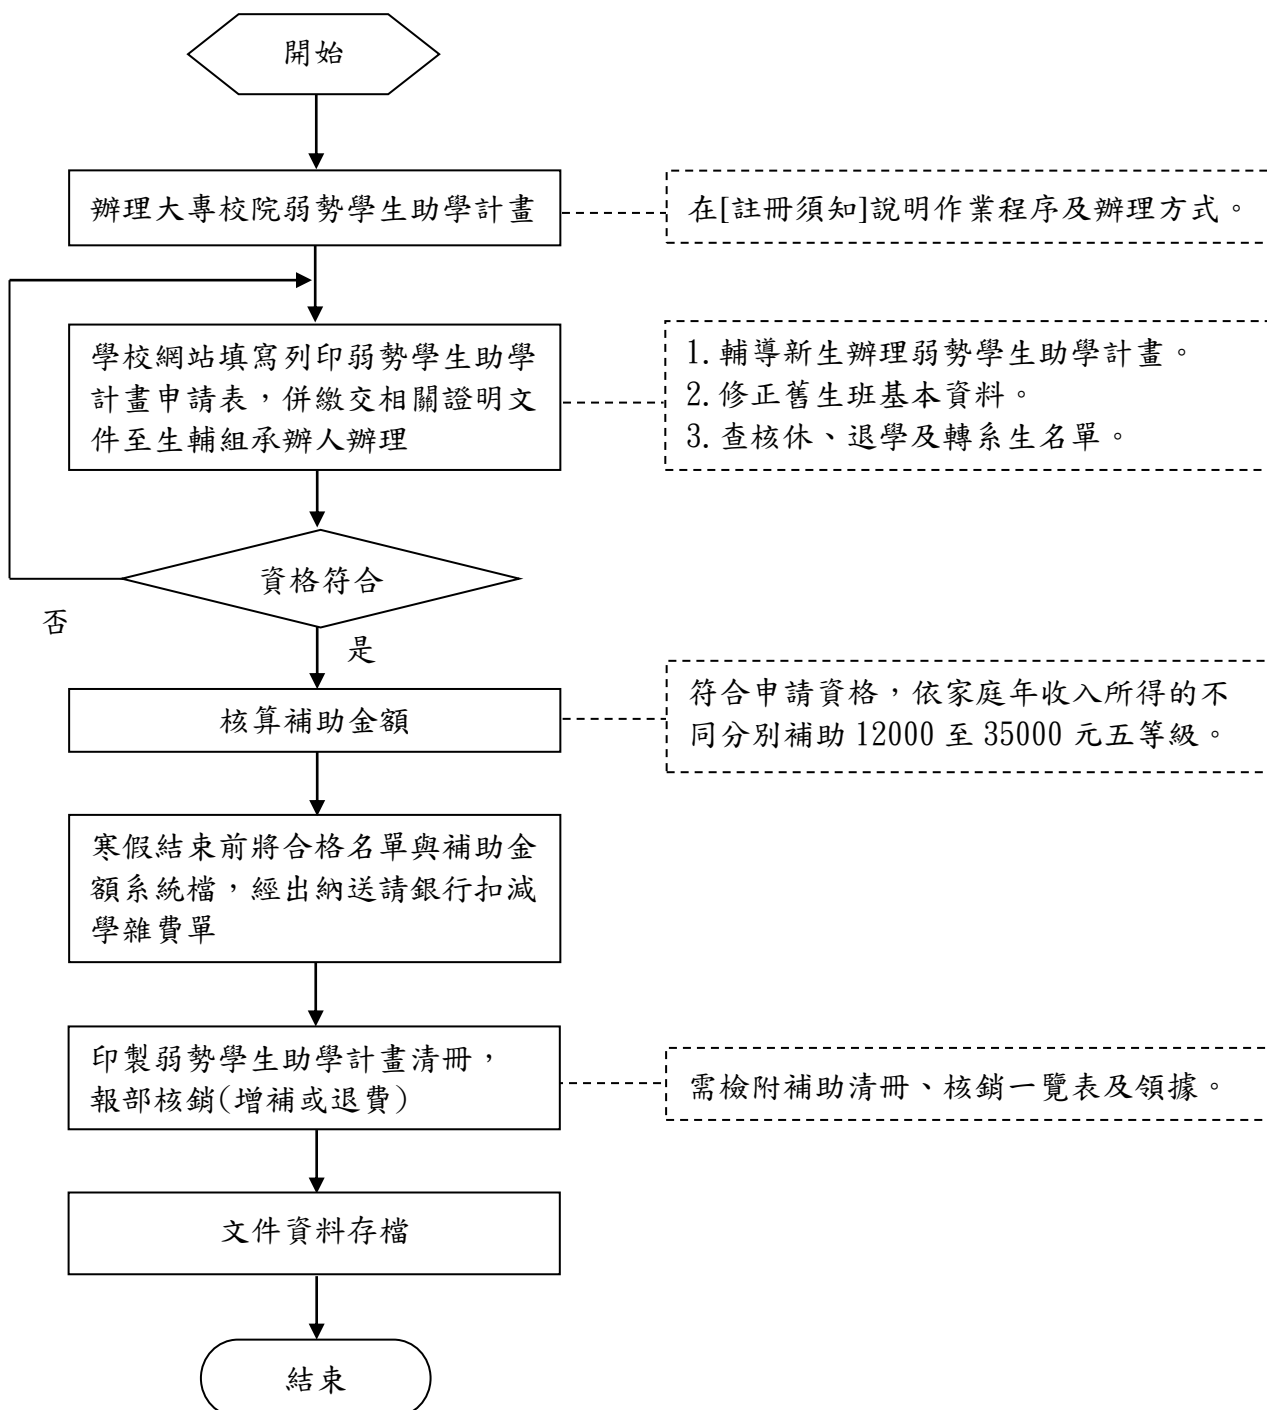 開始
辦理大專校院弱勢學生助學計畫
在[註冊須知]說明作業程序及辦理方式。
學校網站填寫列印弱勢學生助學
計畫申請表，併繳交相關證明文
件至生輔組承辦人辦理
1.輔導新生辦理弱勢學生助學計畫。
2.修正舊生班基本資料。
3.查核休、退學及轉系生名單。
資格符合
否
是
核算補助金額
符合申請資格，依家庭年收入所得的不
同分別補助 12000 至 35000 元五等級。
寒假結束前將合格名單與補助金
額系統檔，經出納送請銀行扣減
學雜費單
印製弱勢學生助學計畫清冊，
報部核銷(增補或退費)
需檢附補助清冊、核銷一覽表及領據。
文件資料存檔
結束